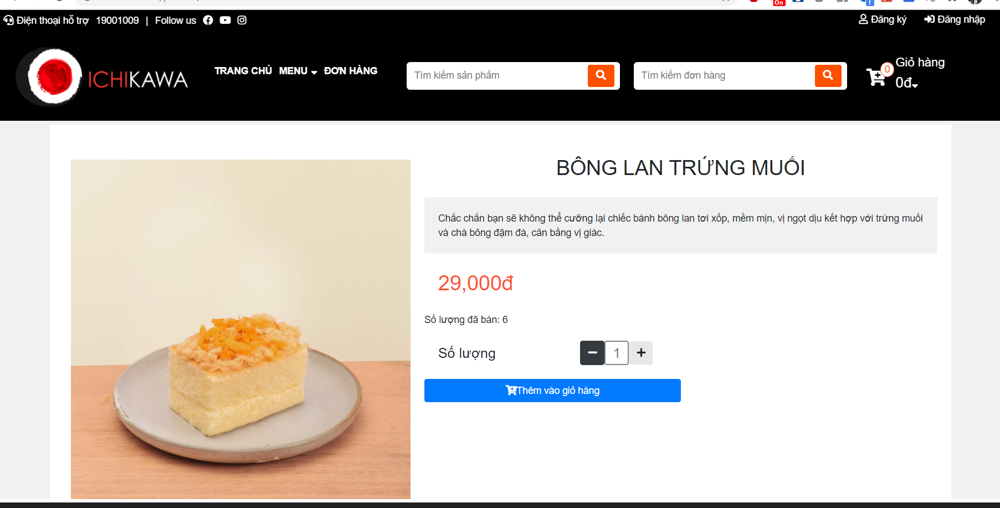 On
Điện thoại hỗ trợ 19001009 | Follow us
Đăng ký Đăng nhập
ICHIKAWA
TRANG CHỦ MENU ĐƠN HÀNG
Tìm kiếm sản phẩm
Tìm kiếm đơn hàng
0
Giỏ hàng
0đ
BÔNG LAN TRỨNG MUỐI
Chắc chắn bạn sẽ không thể cưỡng lại chiếc bánh bông lan tơi xốp, mềm mịn, vị ngọt dịu kết hợp với trứng muối
và chà bông đậm đà, cân bằng vị giác.
29,000đ
Số lượng đã bán: 6
Số lượng
1
Thêm vào giỏ hàng